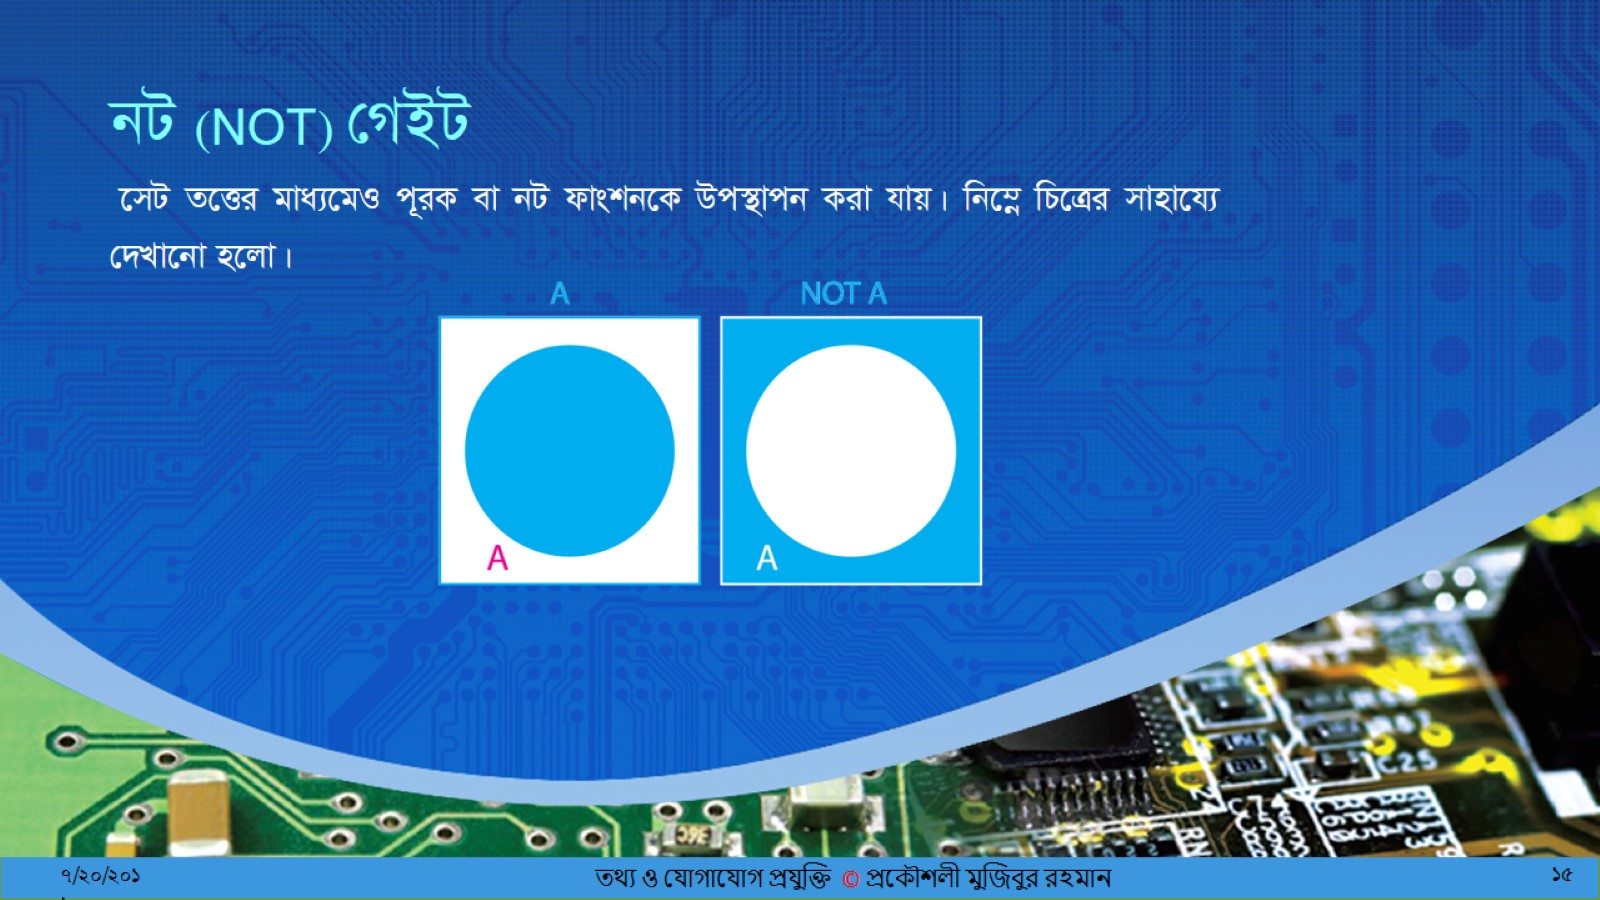 নট (NOT) গেইট
সেট তত্তের মাধ্যমেও পূরক বা নট ফাংশনকে উপস্থাপন করা যায়। নিম্নে চিত্রের সাহায্যে
দেখানো হলো।
A NOT A
A A
C25
৭/২০/২০১ তথ্য ও যোগাযোগ প্রযুক্তি © প্রকৌশলী মুজিবুর রহমান ১৫